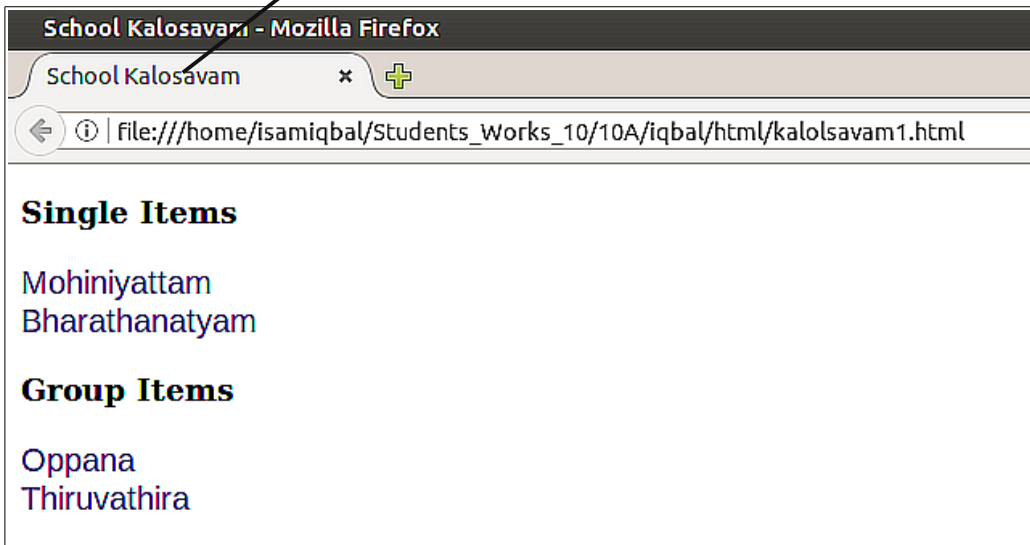 School Kalosavam - Mozilla Firefox
School Kalosavam
file:///home/isamiqbal/Students_Works_10/10A/iqbal/html/kalolsavam1.html
Single Items
Mohiniyattam
Bharathanatyam
Group Items
Oppana
Thiruvathira